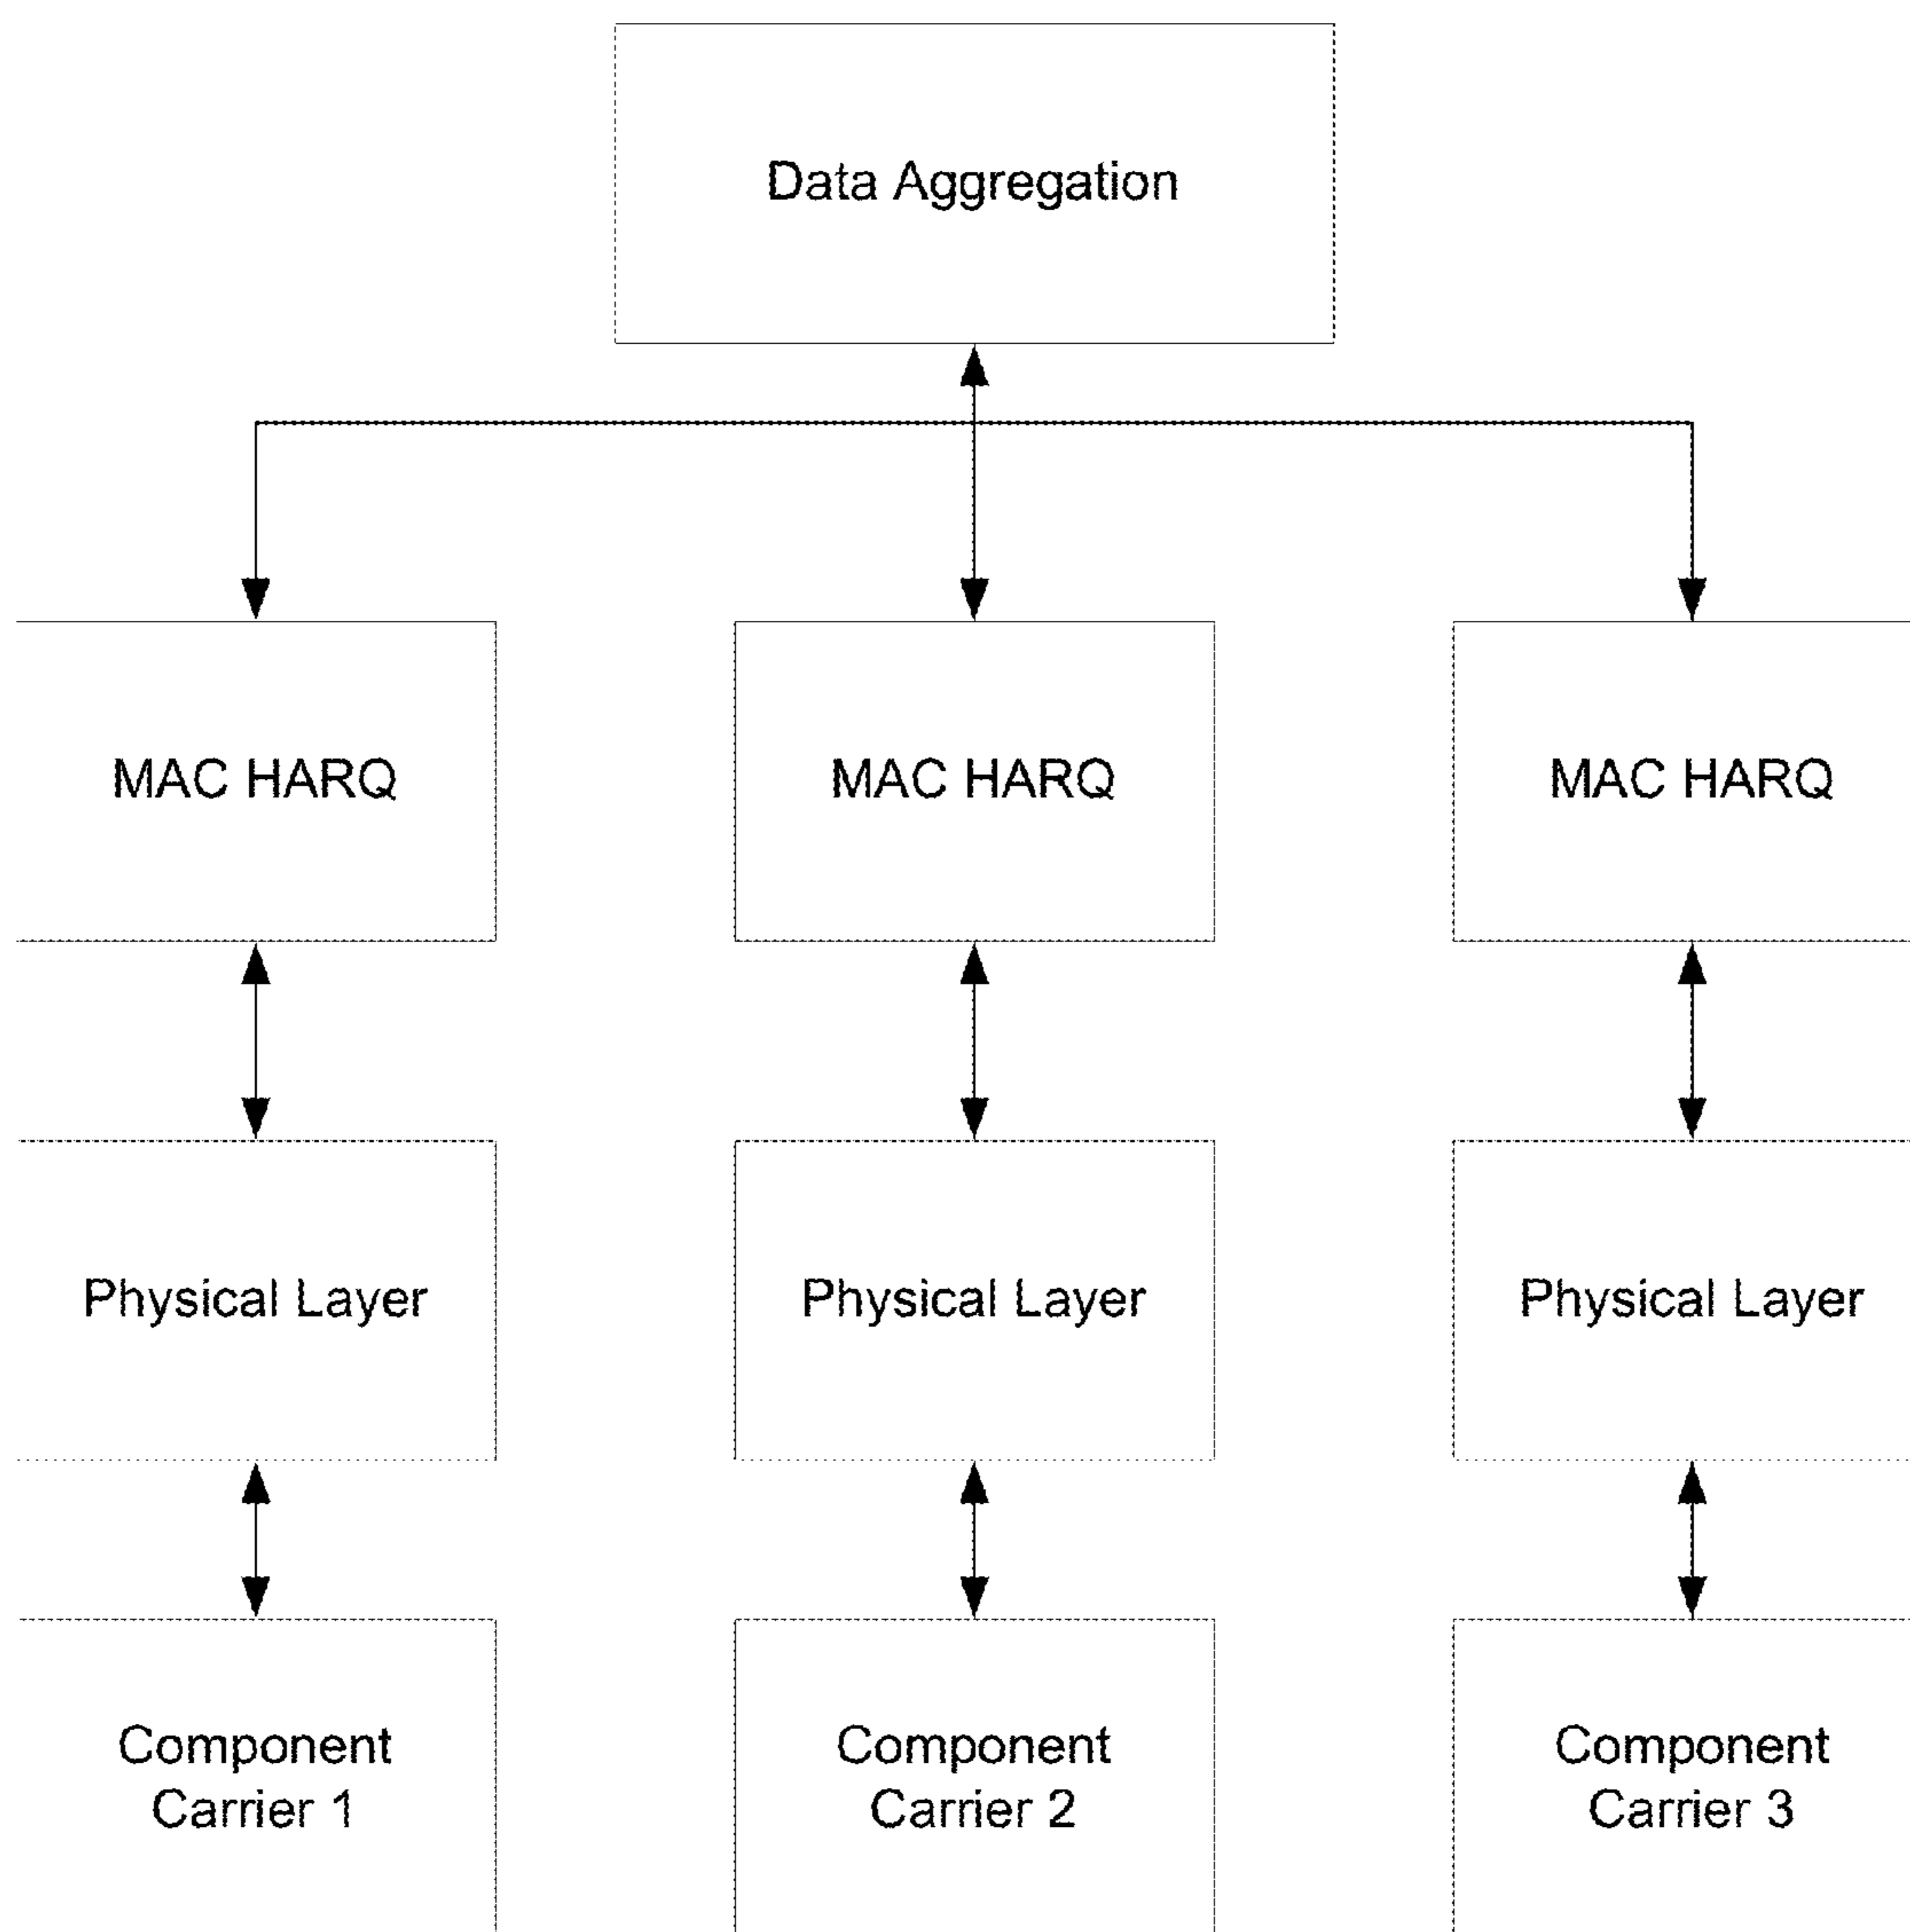 Data Aggregation
MAC HARQ
MAC HARQ
MAC HARQ
Physical Layer
Physical Layer
Physical Layer
Component
Carrier 1
Component
Carrier 2
Component
Carrier 3